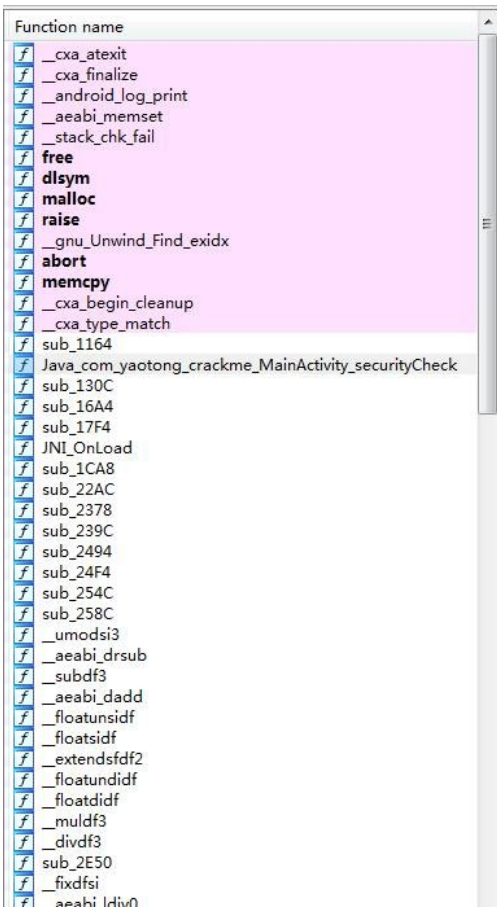 Function name
f __cxa_atexit
f __cxa_finalize
f __android_log_print
f __aeabi_memset
f __stack_chk_fail
f free
f dlsym
f malloc
f raise
f __gnu_Unwind_Find_exidx
f abort
f memcpy
f __cxa_begin_cleanup
f __cxa_type_match
f sub_1164
f Java_com_yaotong_crackme_MainActivity_securityCheck
f sub_130C
f sub_16A4
f sub_17F4
f JNI_OnLoad
f sub_1CA8
f sub_22AC
f sub_2378
f sub_239C
f sub_2494
f sub_24F4
f sub_254C
f sub_258C
f __umodsi3
f __aeabi_drsub
f __subdf3
f __aeabi_dadd
f __floatunsidf
f __floatsidf
f __extendsfdf2
f __floatundidf
f __floatdidf
f __muldf3
f __divdf3
f sub_2E50
f __fixdfsi
f __aeabi_ldiv0